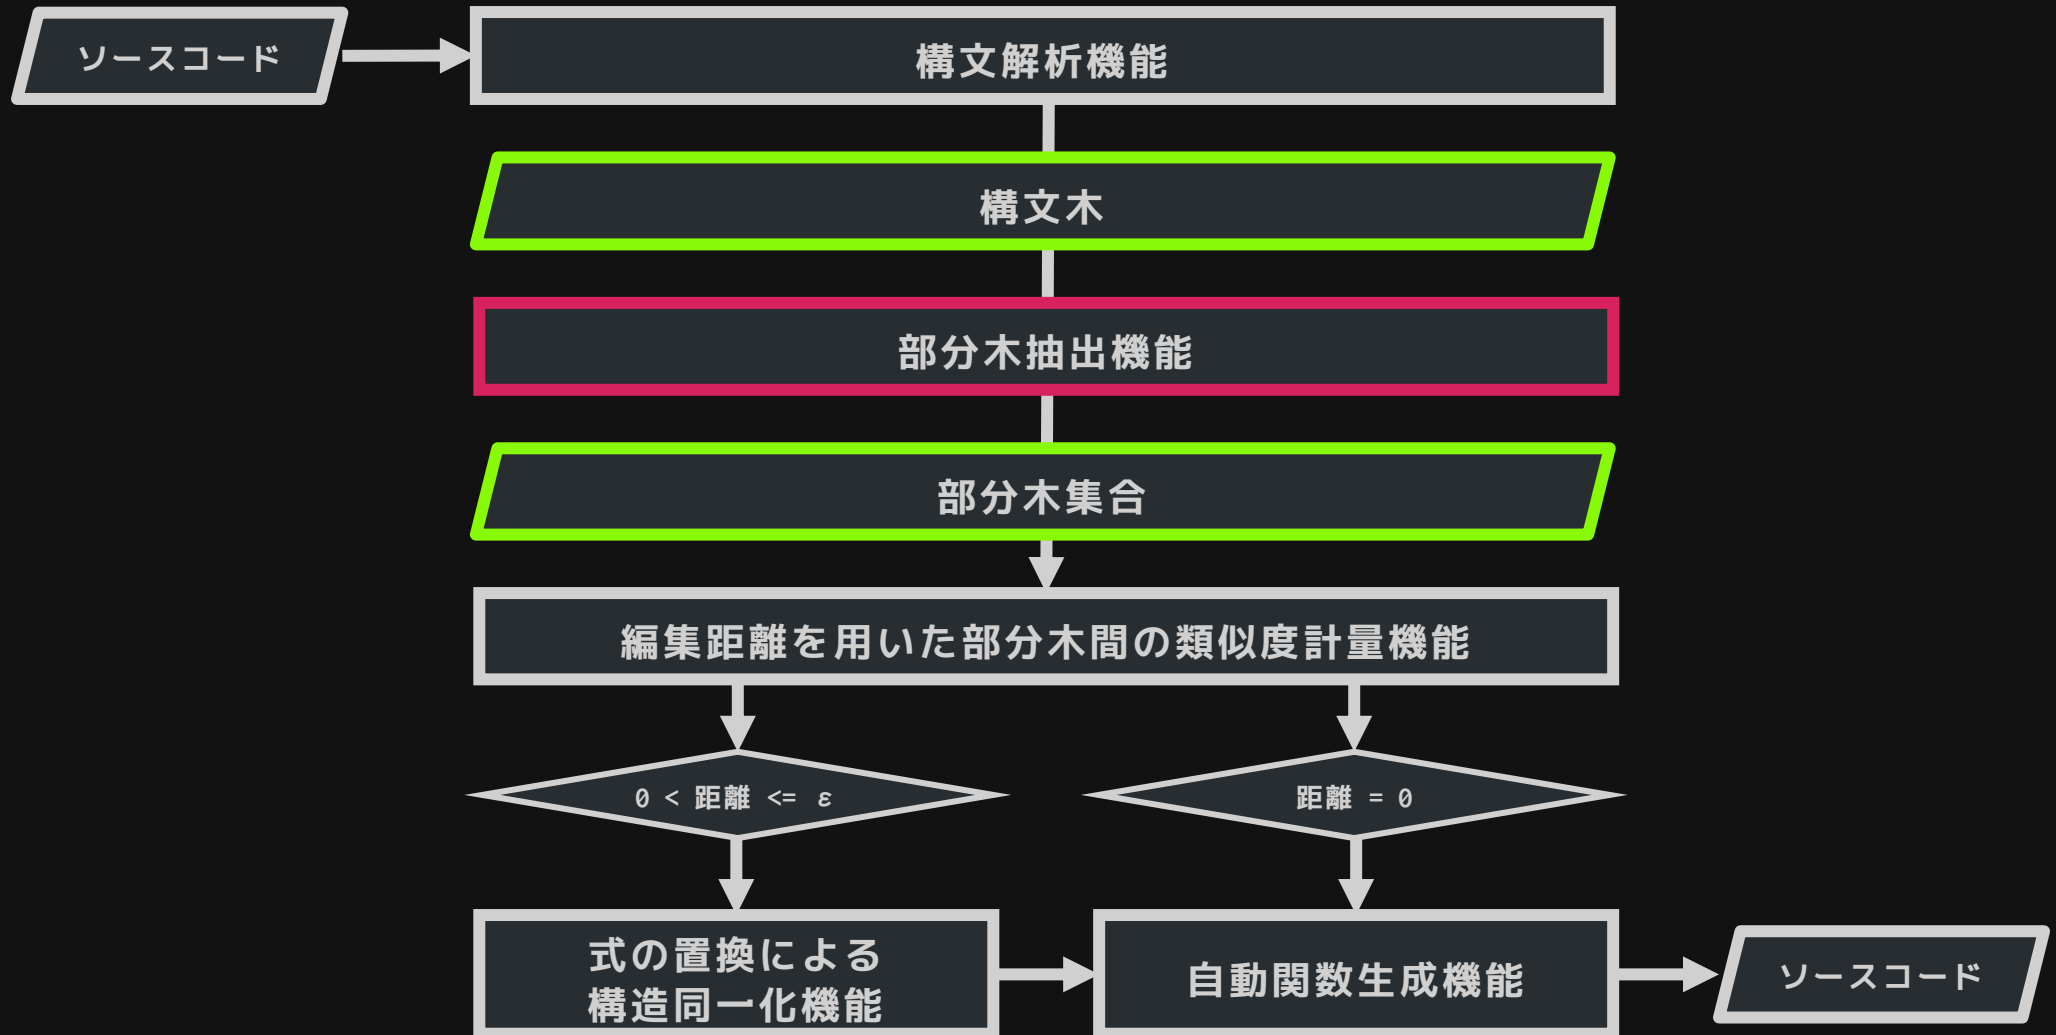 ソースコード
構文解析機能
構文木
部分木抽出機能
部分木集合
編集距離を用いた部分木間の類似度計量機能
0 < 距離 <= ε
距離 = 0
式の置換による
構造同一化機能
自動関数生成機能
ソースコード